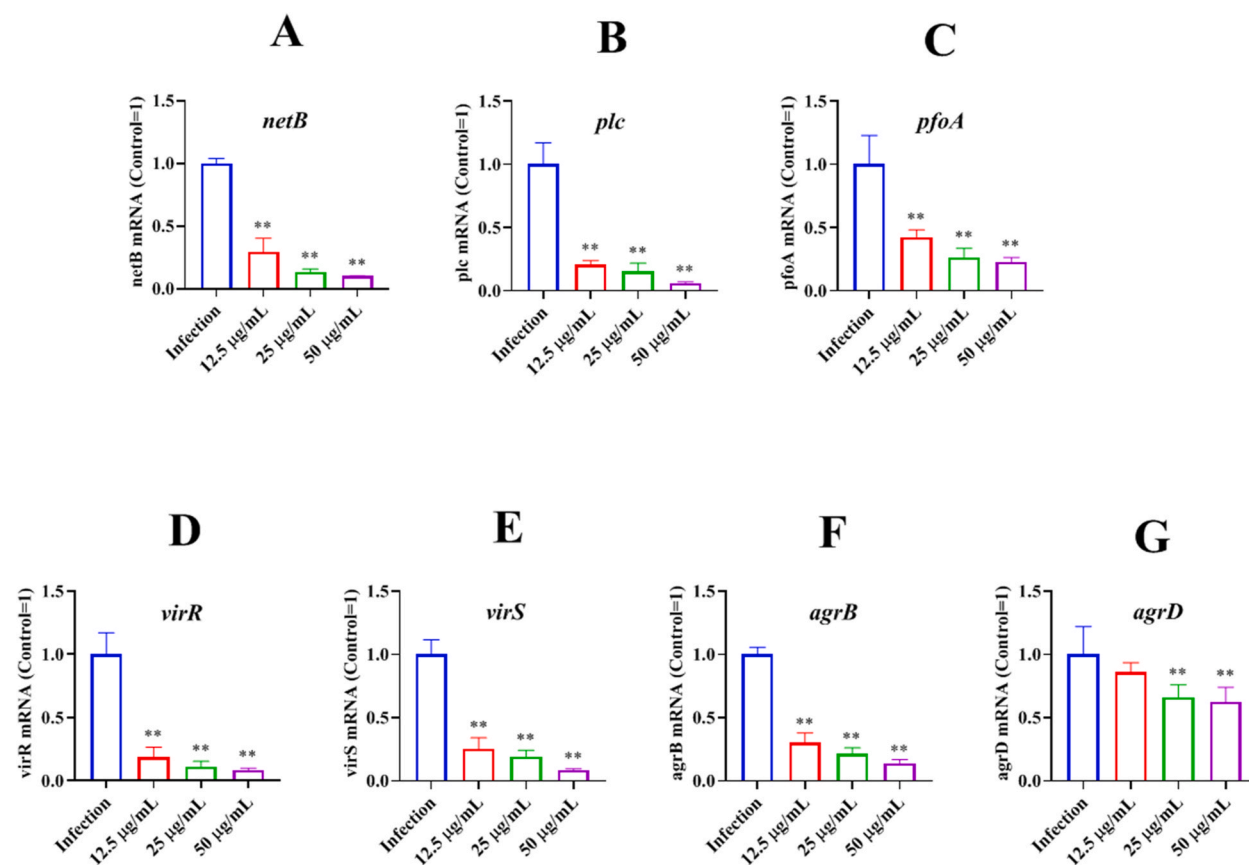 A
netB mRNA (Control=1)
1.5
1.0
0.5
0.0
netB
**
**
**
Infection
12.5 μg/mL
25 μg/mL
50 μg/mL
B
plc mRNA (Control=1)
1.5
1.0
0.5
0.0
plc
**
**
**
Infection
12.5 μg/mL
25 μg/mL
50 μg/mL
C
pfoA mRNA (Control=1)
1.5
1.0
0.5
0.0
pfoA
**
**
**
Infection
12.5 μg/mL
25 μg/mL
50 μg/mL
D
virR mRNA (Control=1)
1.5
1.0
0.5
0.0
virR
**
**
**
Infection
12.5 μg/mL
25 μg/mL
50 μg/mL
E
virS mRNA (Control=1)
1.5
1.0
0.5
0.0
virS
**
**
**
Infection
12.5 μg/mL
25 μg/mL
50 μg/mL
F
agrB mRNA (Control=1)
1.5
1.0
0.5
0.0
agrB
**
**
**
Infection
12.5 μg/mL
25 μg/mL
50 μg/mL
G
agrD mRNA (Control=1)
1.5
1.0
0.5
0.0
agrD
**
**
Infection
12.5 μg/mL
25 μg/mL
50 μg/mL